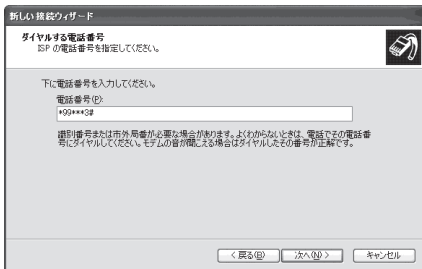 新しい接続ウィザード
ダイヤルする電話番号
ISP の電話番号を指定してください。
下に電話番号を入力してください。
電話番号(P):
*99***3#
識別番号または市外局番が必要な場合があります。よくわからないときは、電話でその電話番
号にダイヤルしてください。モデムの音が聞こえる場合はダイヤルしたその番号が正解です。
< 戻る(B)
次へ(N) >
キャンセル